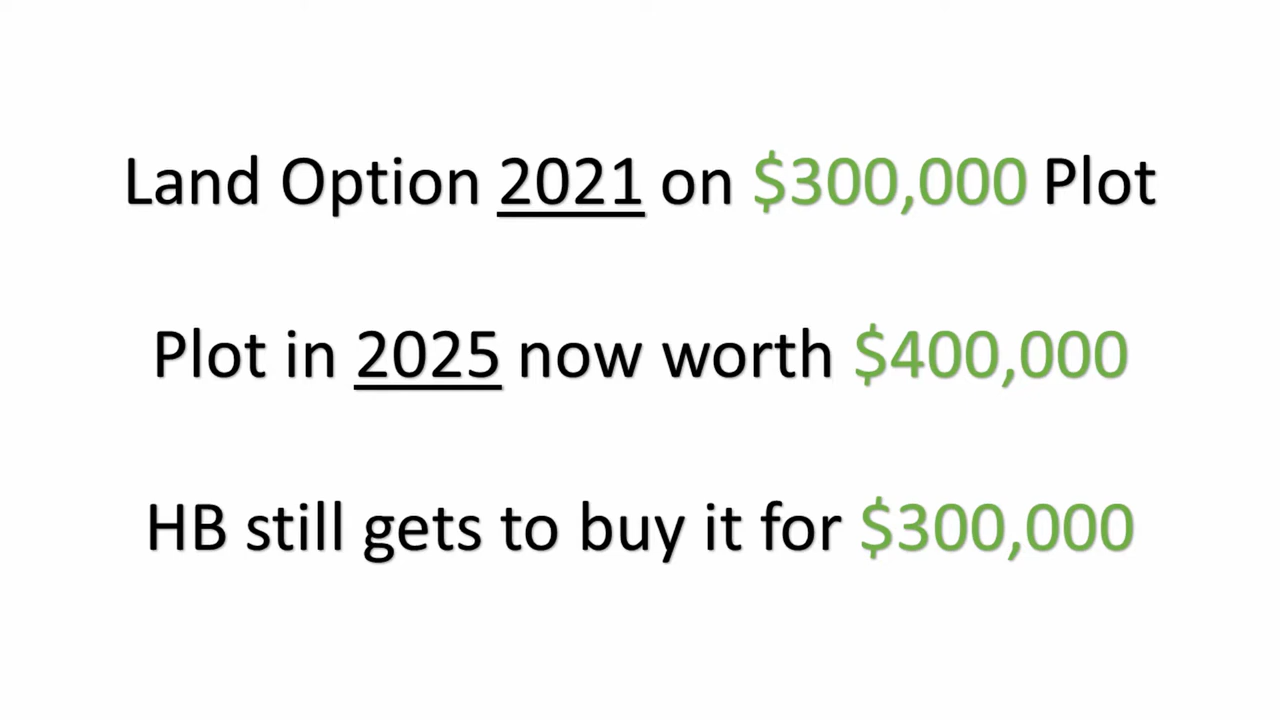 Land Option 2021 on $300,000 Plot
Plot in 2025 now worth $400,000
HB still gets to buy it for $300,000